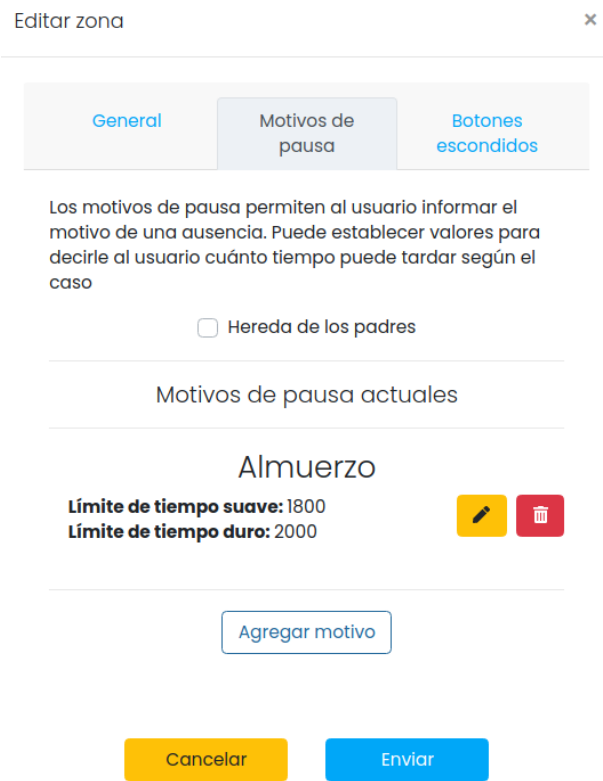 Editar zona
×
General
Motivos de
pausa
Botones
escondidos
Los motivos de pausa permiten al usuario informar el
motivo de una ausencia. Puede establecer valores para
decirle al usuario cuánto tiempo puede tardar según el
caso
Hereda de los padres
Motivos de pausa actuales
Almuerzo
Límite de tiempo suave: 1800
Límite de tiempo duro: 2000
Agregar motivo
Cancelar
Enviar